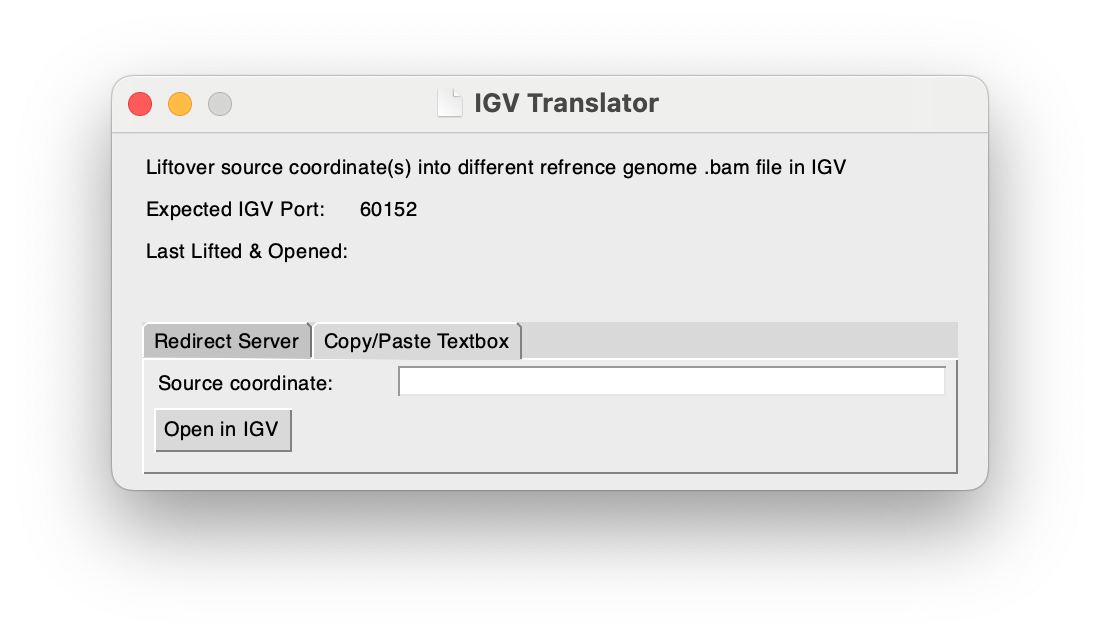 IGV Translator
Liftover source coordinate(s) into different refrence genome .bam file in IGV
Expected IGV Port: 60152
Last Lifted & Opened:
Redirect Server Copy/Paste Textbox
Source coordinate:
Open in IGV